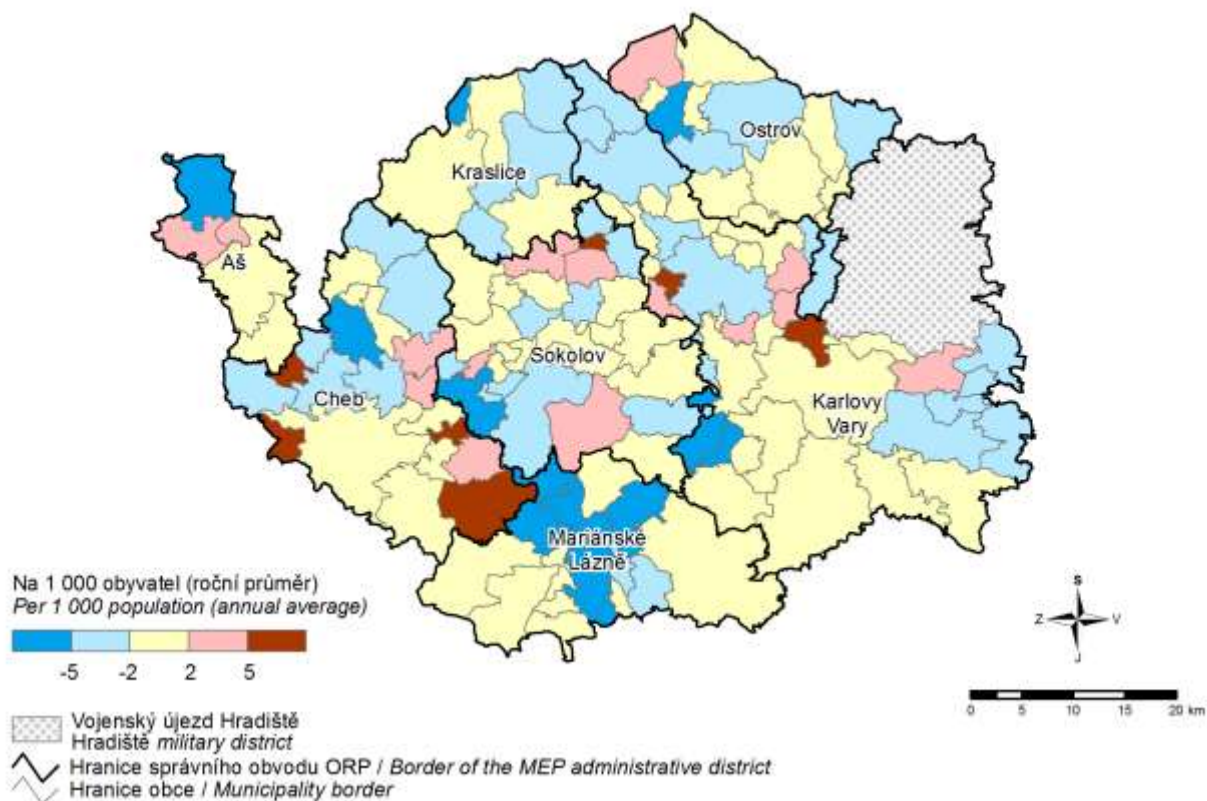 Ostrov
Kraslice
Aš
Sokolov
Cheb
Karlovy
Vary
Mariánské
Lázně
Na 1 000 obyvatel (roční průměr)
Per 1 000 population (annual average)
-5 -2 2 5
S
Z V
J
0 5 10 15 20 km
Vojenský újezd Hradiště
Hradiště military district
Hranice správního obvodu ORP / Border of the MEP administrative district
Hranice obce / Municipality border